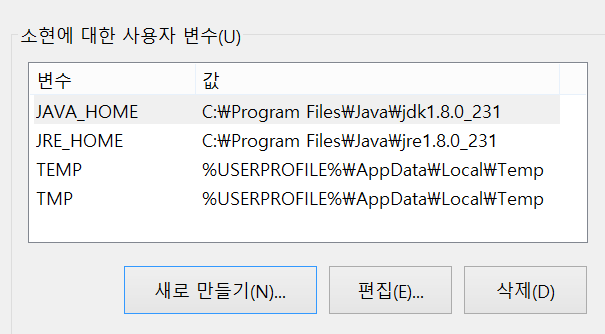 소현에 대한 사용자 변수(U)
변수 값
JAVA_HOME C:₩Program Files₩Java₩jdk1.8.0_231
JRE_HOME C:₩Program Files₩Java₩jre1.8.0_231
TEMP %USERPROFILE%₩AppData₩Local₩Temp
TMP %USERPROFILE%₩AppData₩Local₩Temp
새로 만들기(N)... 편집(E)... 삭제(D)